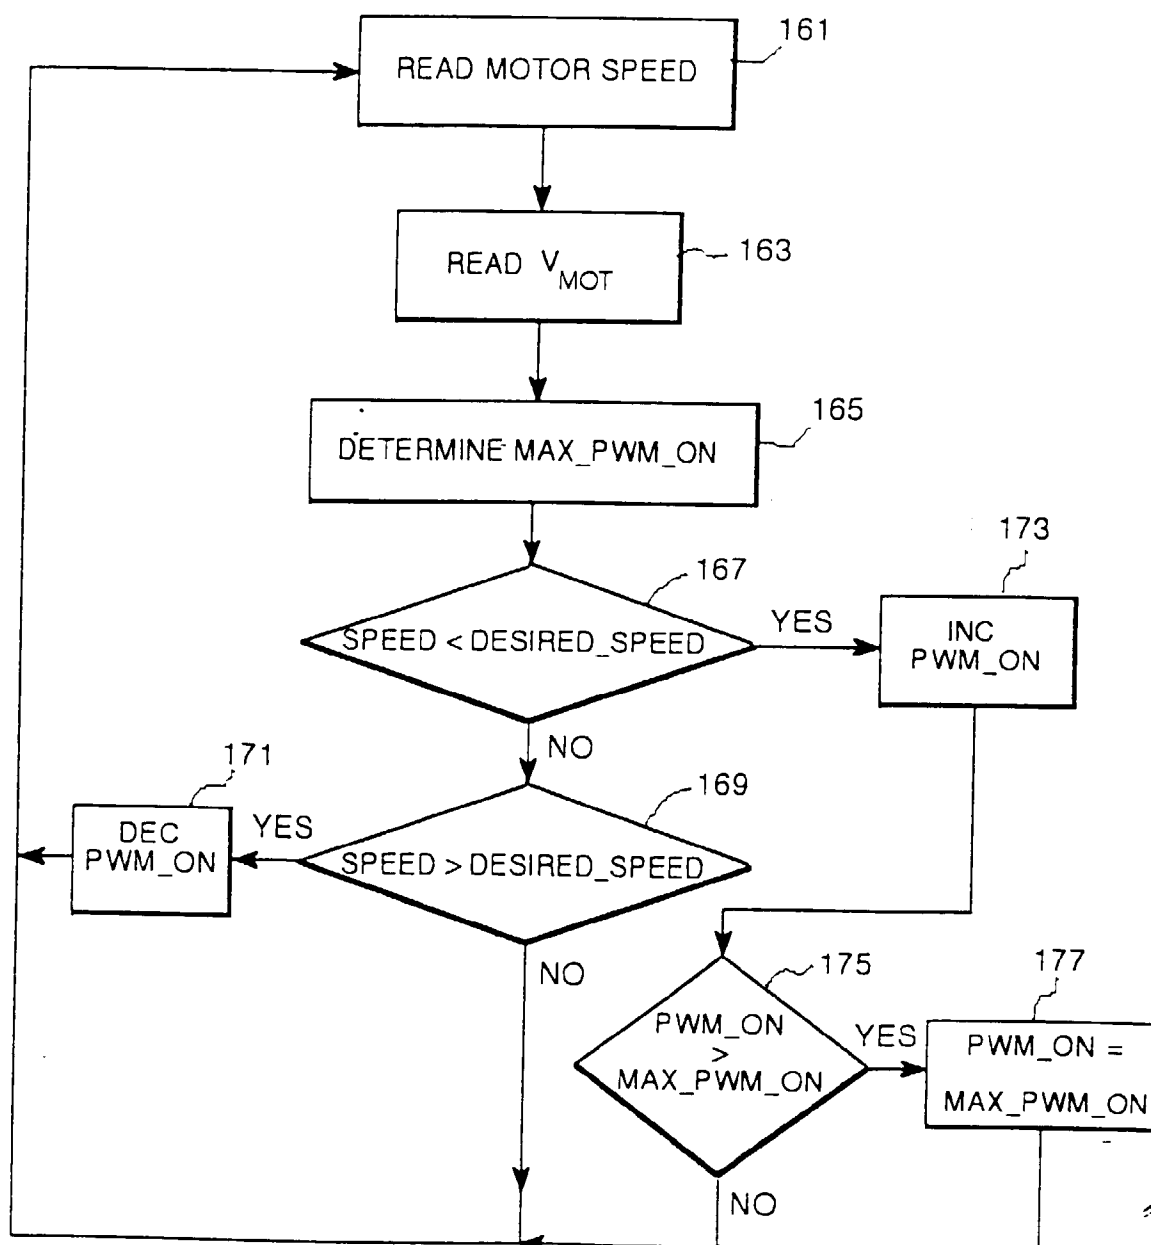 161
READ MOTOR SPEED
163
READ V_MOT
165
DETERMINE MAX_PWM_ON
167
SPEED < DESIRED_SPEED
YES
173
INC
PWM_ON
NO
171
DEC
PWM_ON
YES
169
SPEED > DESIRED_SPEED
NO
175
PWM_ON
>
MAX_PWM_ON
YES
177
PWM_ON =
MAX_PWM_ON
NO